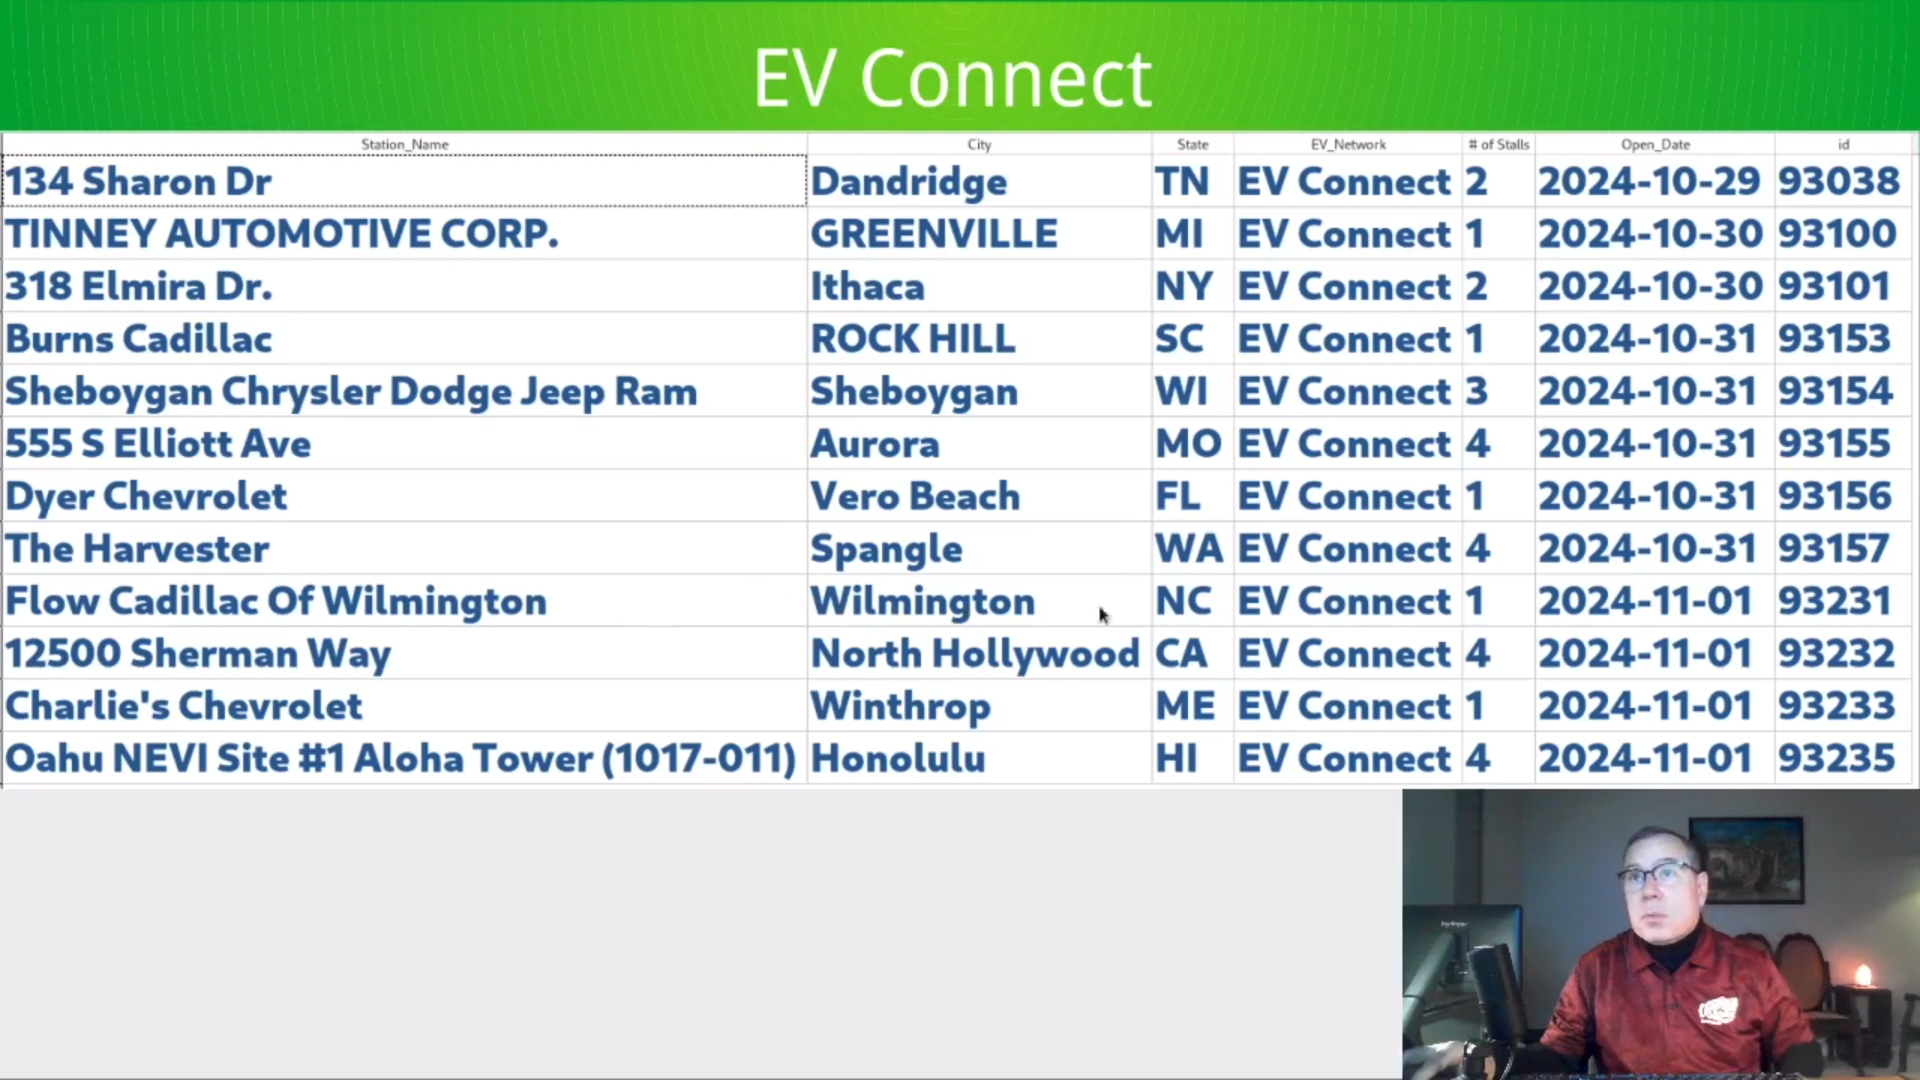 EV Connect
Station_Name City State EV_Network # of Stalls Open_Date id
134 Sharon Dr Dandridge TN EV Connect 2 2024-10-29 93038
TINNEY AUTOMOTIVE CORP. GREENVILLE MI EV Connect 1 2024-10-30 93100
318 Elmira Dr. Ithaca NY EV Connect 2 2024-10-30 93101
Burns Cadillac ROCK HILL SC EV Connect 1 2024-10-31 93153
Sheboygan Chrysler Dodge Jeep Ram Sheboygan WI EV Connect 3 2024-10-31 93154
555 S Elliott Ave Aurora MO EV Connect 4 2024-10-31 93155
Dyer Chevrolet Vero Beach FL EV Connect 1 2024-10-31 93156
The Harvester Spangle WA EV Connect 4 2024-10-31 93157
Flow Cadillac Of Wilmington Wilmington NC EV Connect 1 2024-11-01 93231
12500 Sherman Way North Hollywood CA EV Connect 4 2024-11-01 93232
Charlie's Chevrolet Winthrop ME EV Connect 1 2024-11-01 93233
Oahu NEVI Site #1 Aloha Tower (1017-011) Honolulu HI EV Connect 4 2024-11-01 93235